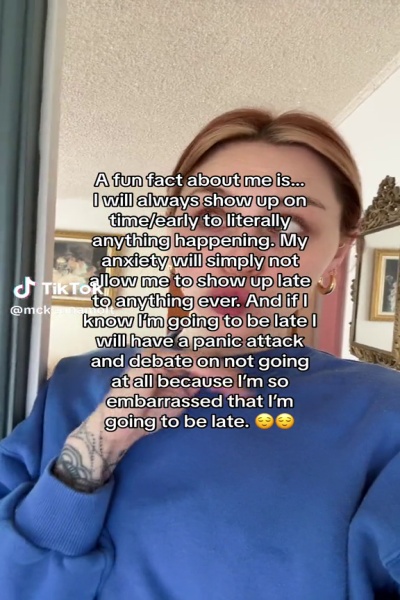 A fun fact about me is...
I will always show up on
time/early to literally
anything happening. My
anxiety will simply not
allow me to show up late
to anything ever. And if I
know I'm going to be late I
will have a panic attack
and debate on not going
at all because I'm so
embarrassed that I'm
going to be late. 😌😌
TikTok